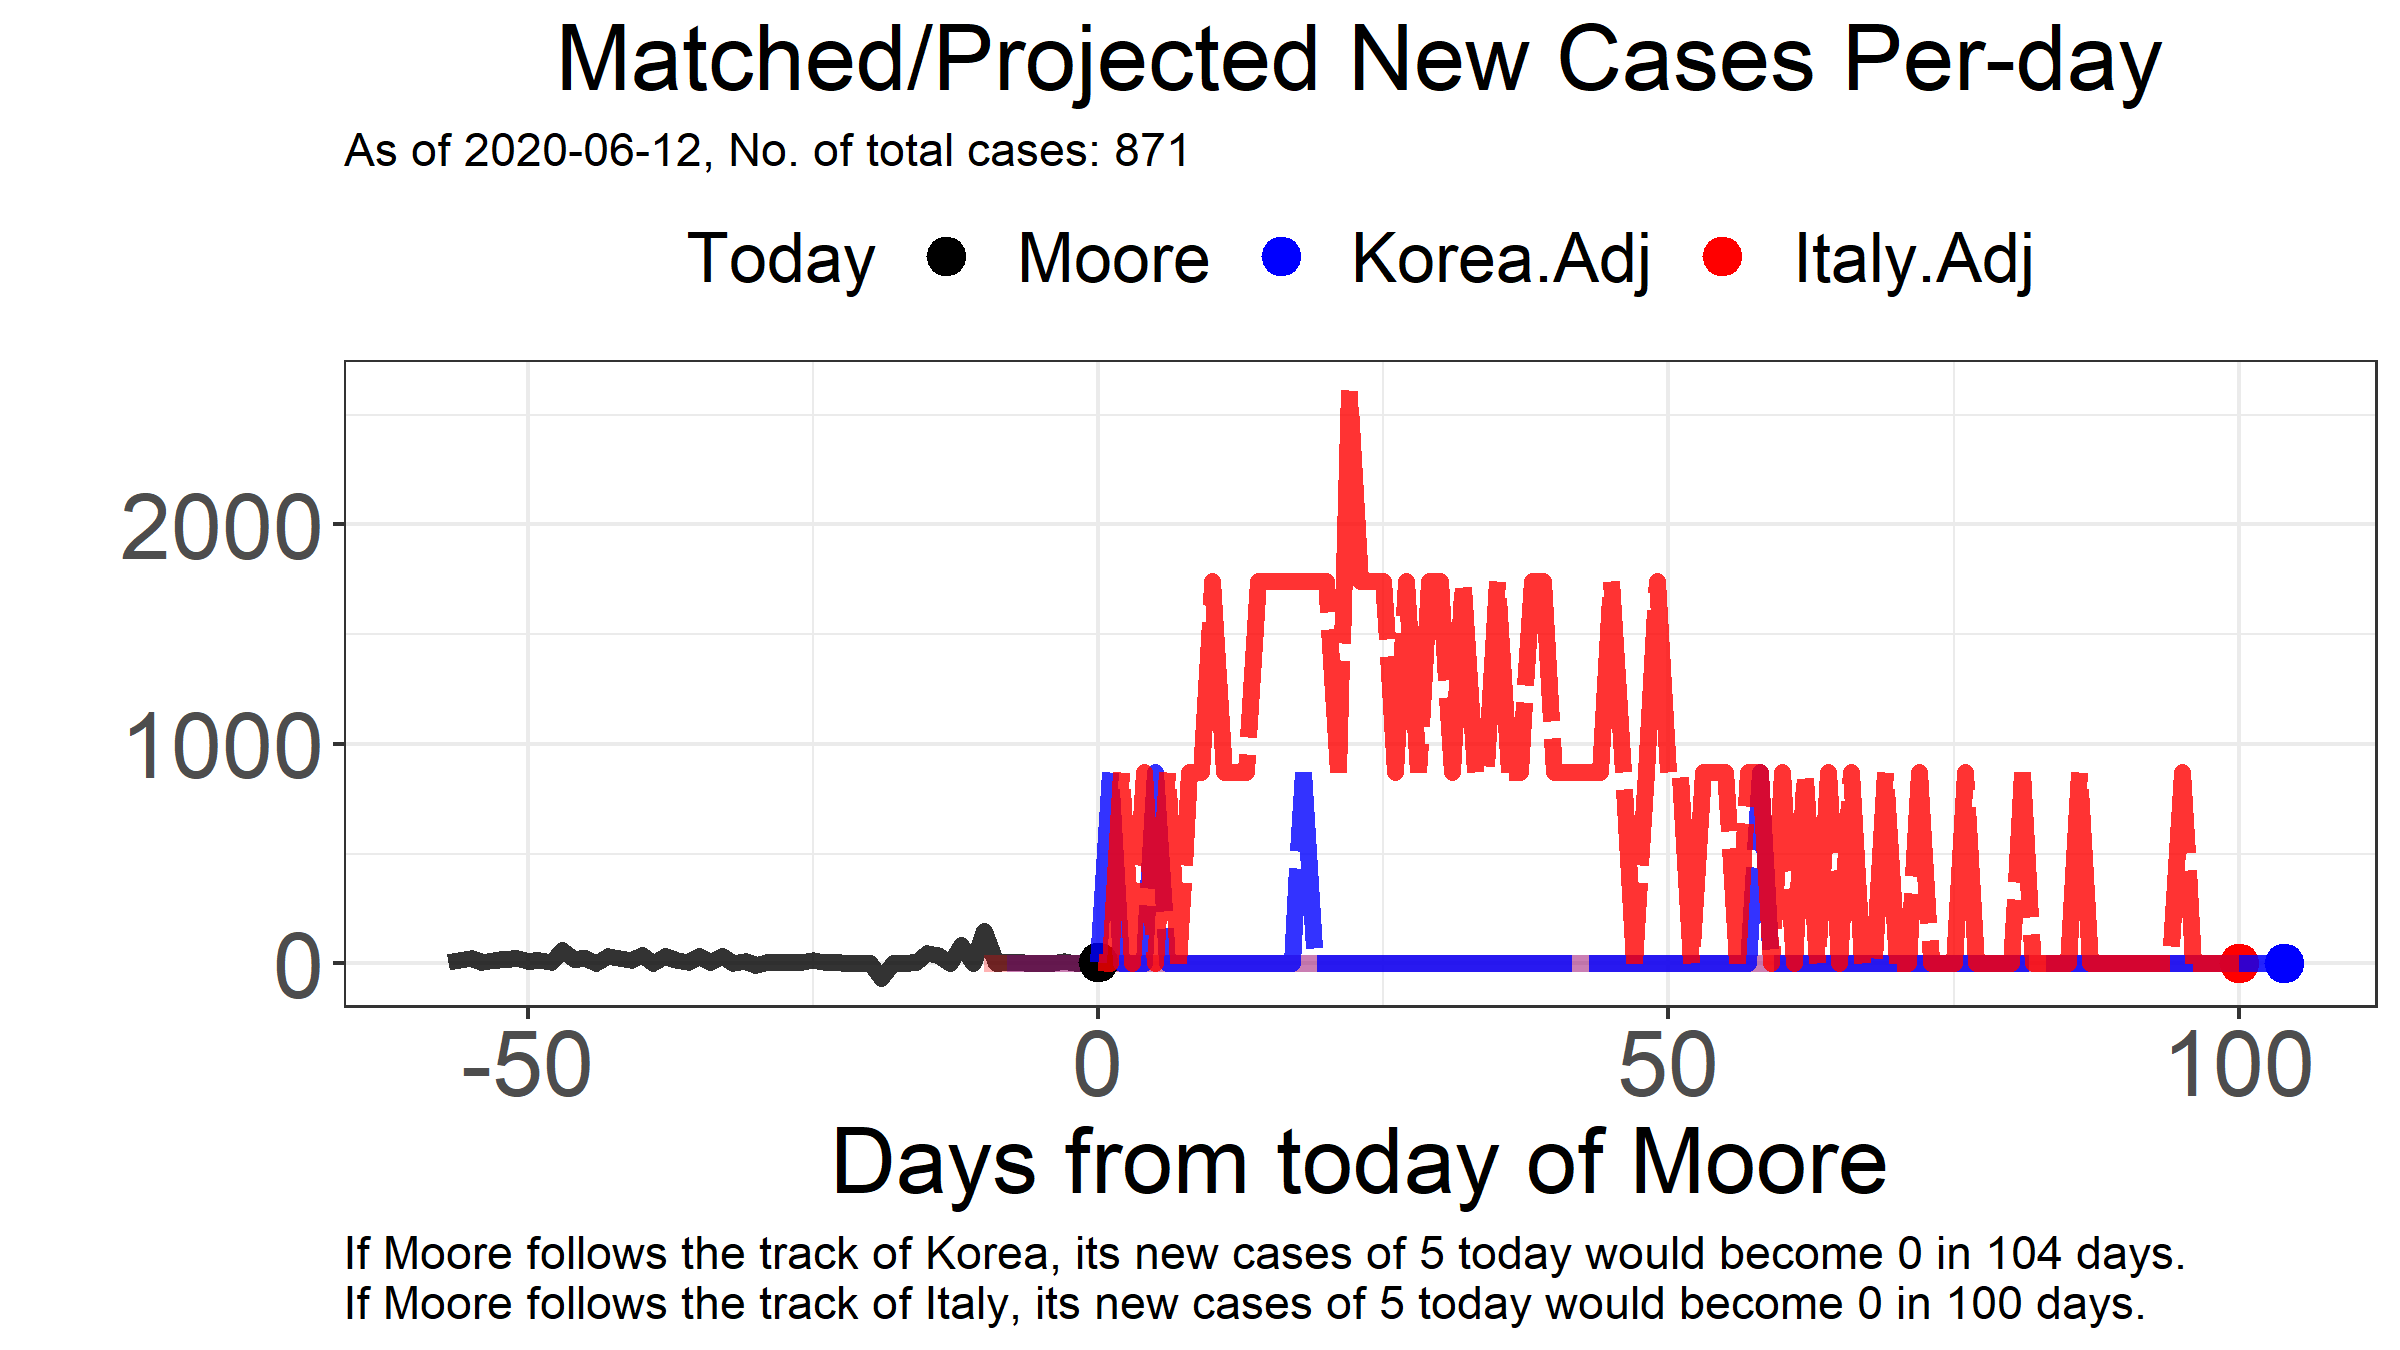 Matched/Projected New Cases Per-day
As of 2020-06-12, No. of total cases: 871
Today Moore Korea.Adj Italy.Adj
2000
1000
0
-50 0 50 100
Days from today of Moore
If Moore follows the track of Korea, its new cases of 5 today would become 0 in 104 days.
If Moore follows the track of Italy, its new cases of 5 today would become 0 in 100 days.